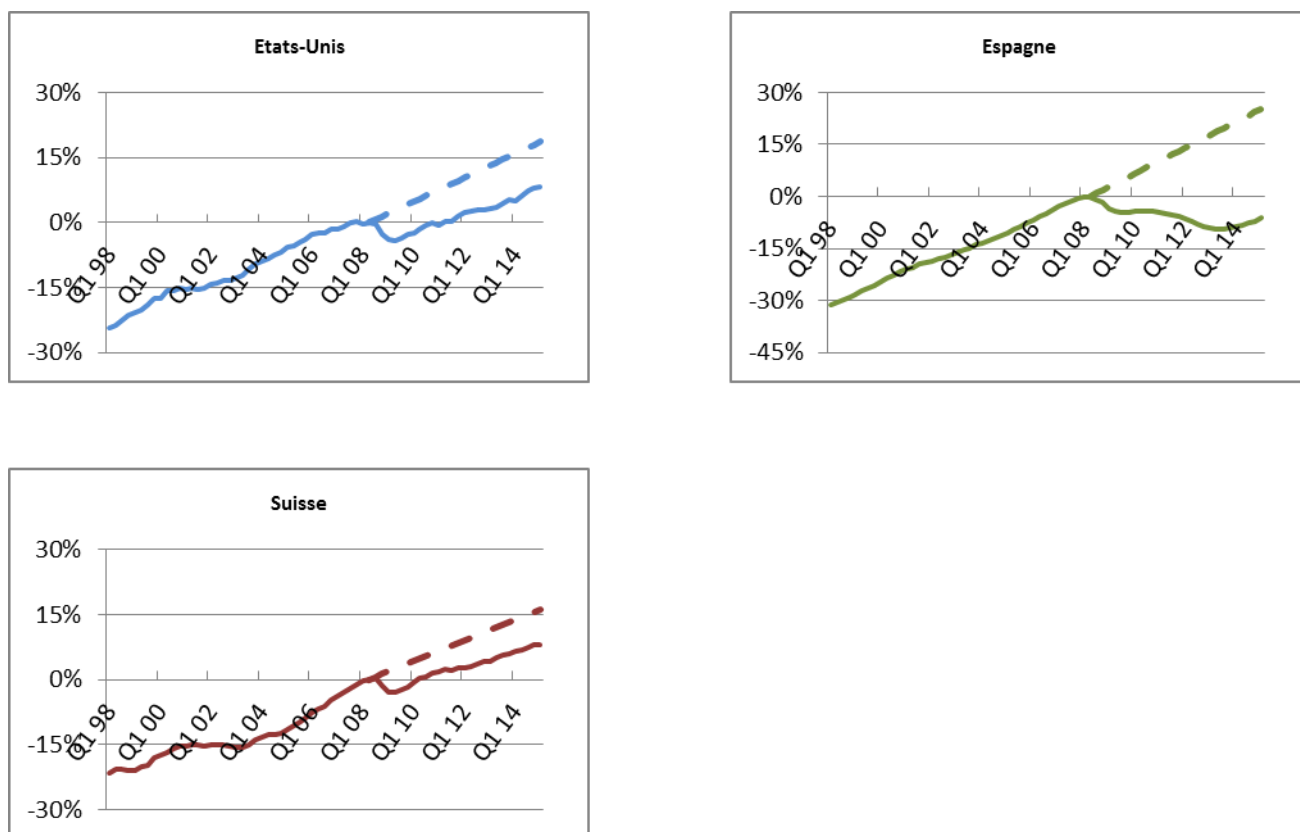 Etats-Unis
30%
15%
0%
-15%
-30%
Q1 98
Q1 00
Q1 02
Q1 04
Q1 06
Q1 08
Q1 10
Q1 12
Q1 14
Espagne
30%
15%
0%
-15%
-30%
-45%
Q1 98
Q1 00
Q1 02
Q1 04
Q1 06
Q1 08
Q1 10
Q1 12
Q1 14
Suisse
30%
15%
0%
-15%
-30%
Q1 98
Q1 00
Q1 02
Q1 04
Q1 06
Q1 08
Q1 10
Q1 12
Q1 14